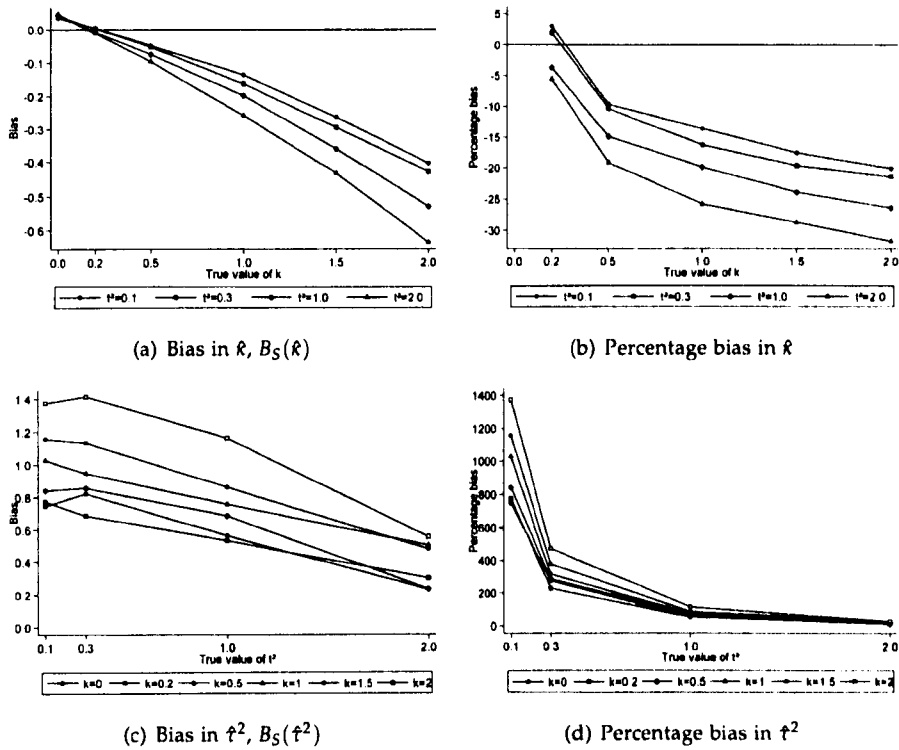 0.0
-0.1
-0.2
-0.3
-0.4
-0.5
-0.6
Bias
0.0 0.2 0.5 1.0 1.5 2.0
True value of k
t²=0.1 t²=0.3 t²=1.0 t²=2.0
(a) Bias in κ̂, B_S(κ̂)
5
0
-5
-10
-15
-20
-25
-30
Percentage bias
0.0 0.2 0.5 1.0 1.5 2.0
True value of k
t²=0.1 t²=0.3 t²=1.0 t²=2.0
(b) Percentage bias in κ̂
1.4
1.2
1.0
0.8
0.6
0.4
0.2
0.0
Bias
0.1 0.3 1.0 2.0
True value of t²
k=0 k=0.2 k=0.5 k=1 k=1.5 k=2
(c) Bias in τ̂², B_S(τ̂²)
1400
1200
1000
800
600
400
200
0
Percentage bias
0.1 0.3 1.0 2.0
True value of t²
k=0 k=0.2 k=0.5 k=1 k=1.5 k=2
(d) Percentage bias in τ̂²